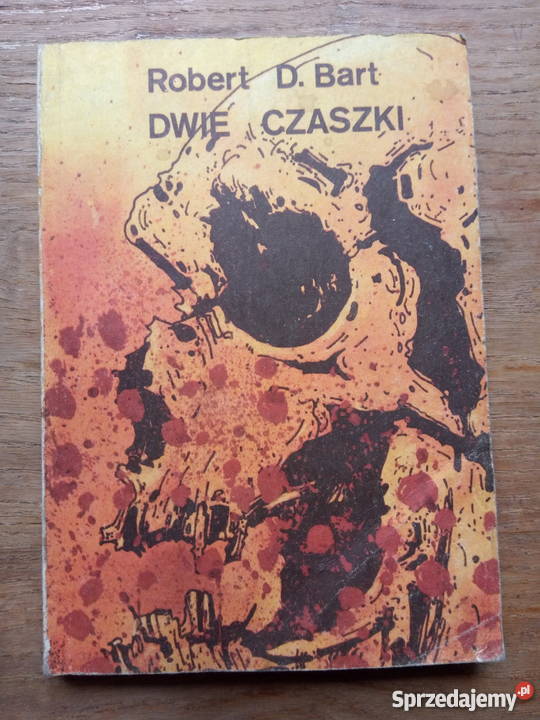 Robert D. Bart
DWIE CZASZKI
Sprzedajemy.pl